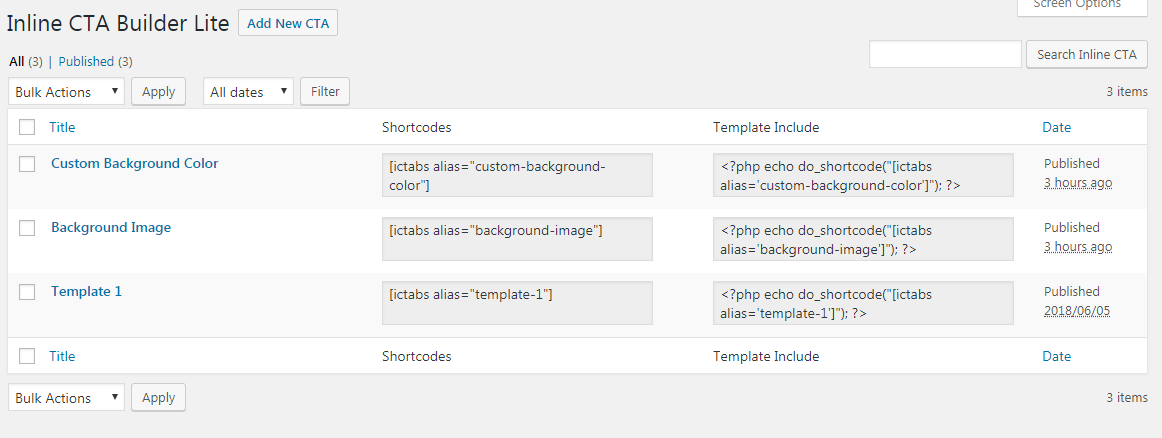 Screen Options
Inline CTA Builder Lite Add New CTA
All (3) | Published (3)
Search Inline CTA
Bulk Actions Apply All dates Filter 3 items
Title Shortcodes Template Include Date
Custom Background Color [ictabs alias="custom-background- <?php echo do_shortcode("[ictabs Published
color"] alias='custom-background-color']"); ?> 3 hours ago
Background Image [ictabs alias="background-image"] <?php echo do_shortcode("[ictabs Published
alias='background-image']"); ?> 3 hours ago
Template 1 [ictabs alias="template-1"] <?php echo do_shortcode("[ictabs Published
alias='template-1']"); ?> 2018/06/05
Title Shortcodes Template Include Date
Bulk Actions Apply 3 items